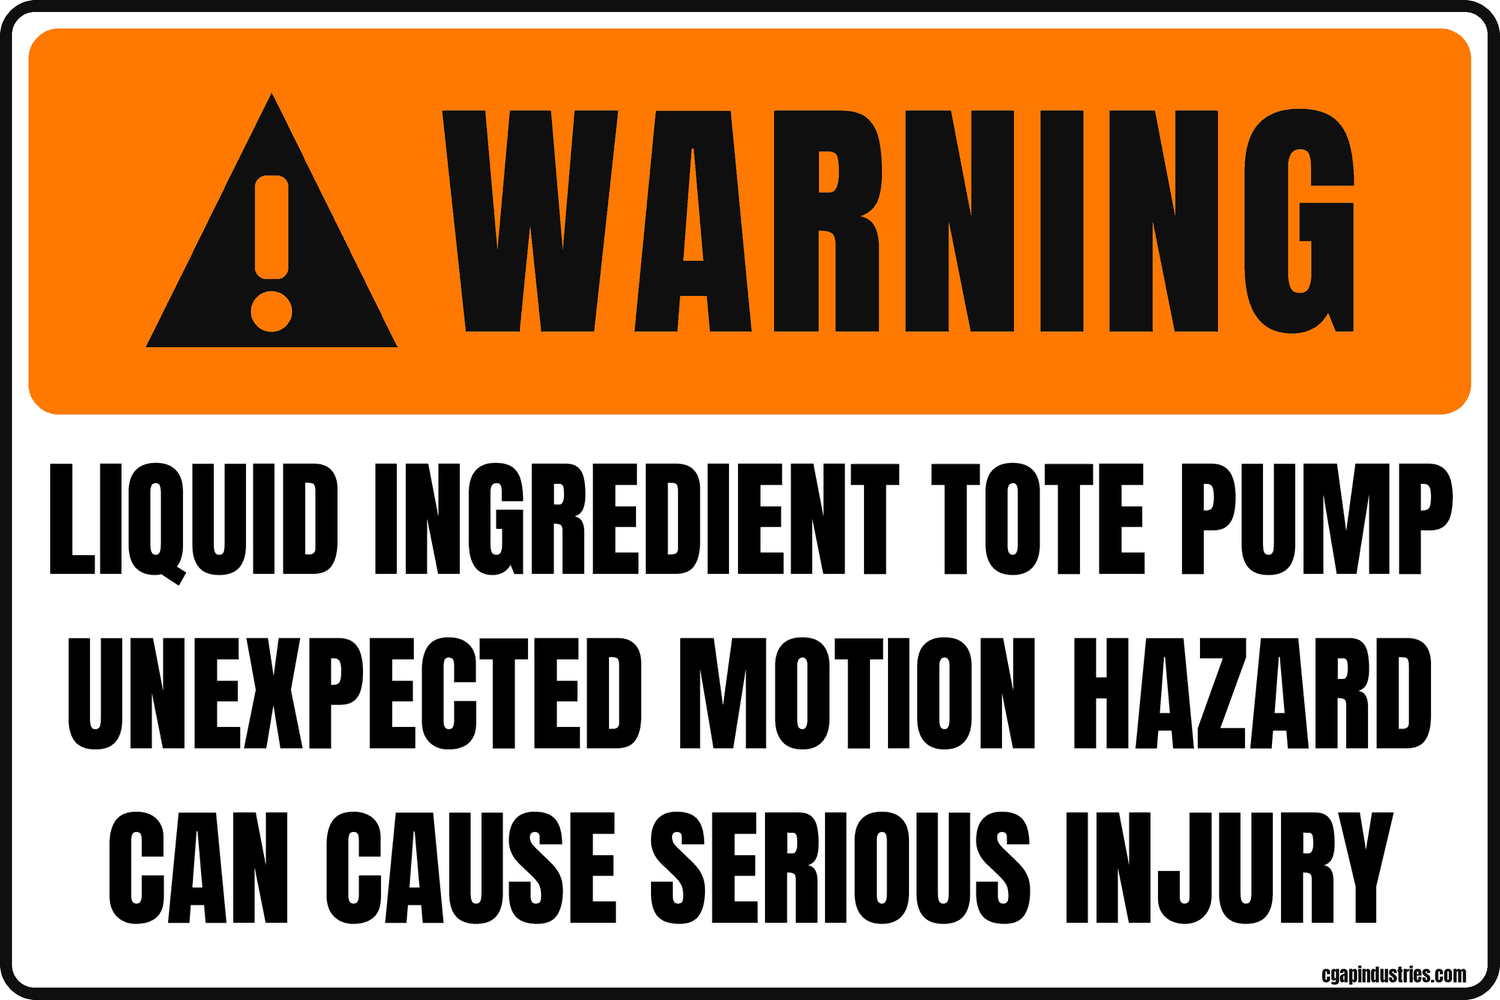 WARNING
LIQUID INGREDIENT TOTE PUMP
UNEXPECTED MOTION HAZARD
CAN CAUSE SERIOUS INJURY
cgapindustries.com